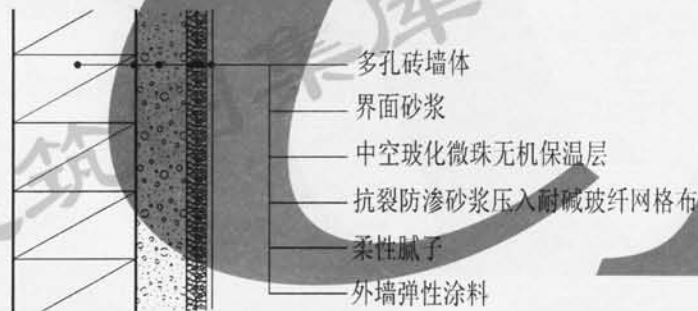 多孔砖墙体
界面砂浆
中空玻化微珠无机保温层
抗裂防渗砂浆压入耐碱玻纤网格布
柔性腻子
外墙弹性涂料